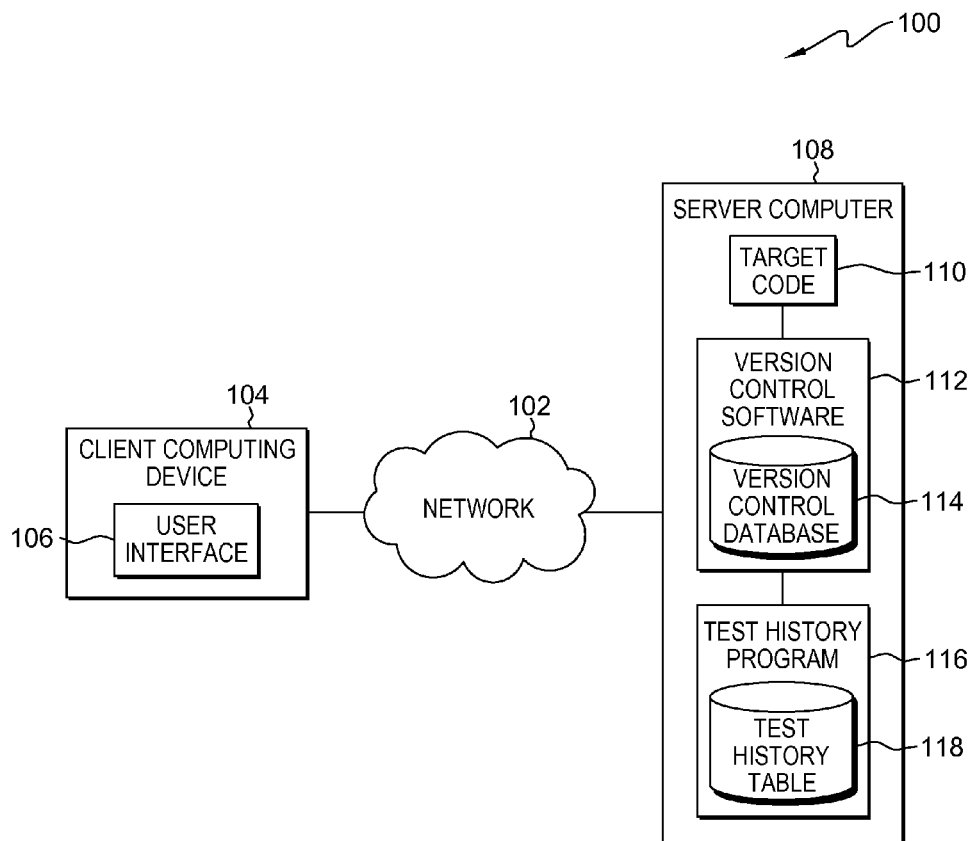 100
108
SERVER COMPUTER
TARGET
CODE
110
VERSION
CONTROL
SOFTWARE
112
VERSION
CONTROL
DATABASE
114
104
CLIENT COMPUTING
DEVICE
106
USER
INTERFACE
102
NETWORK
TEST HISTORY
PROGRAM
116
TEST
HISTORY
TABLE
118